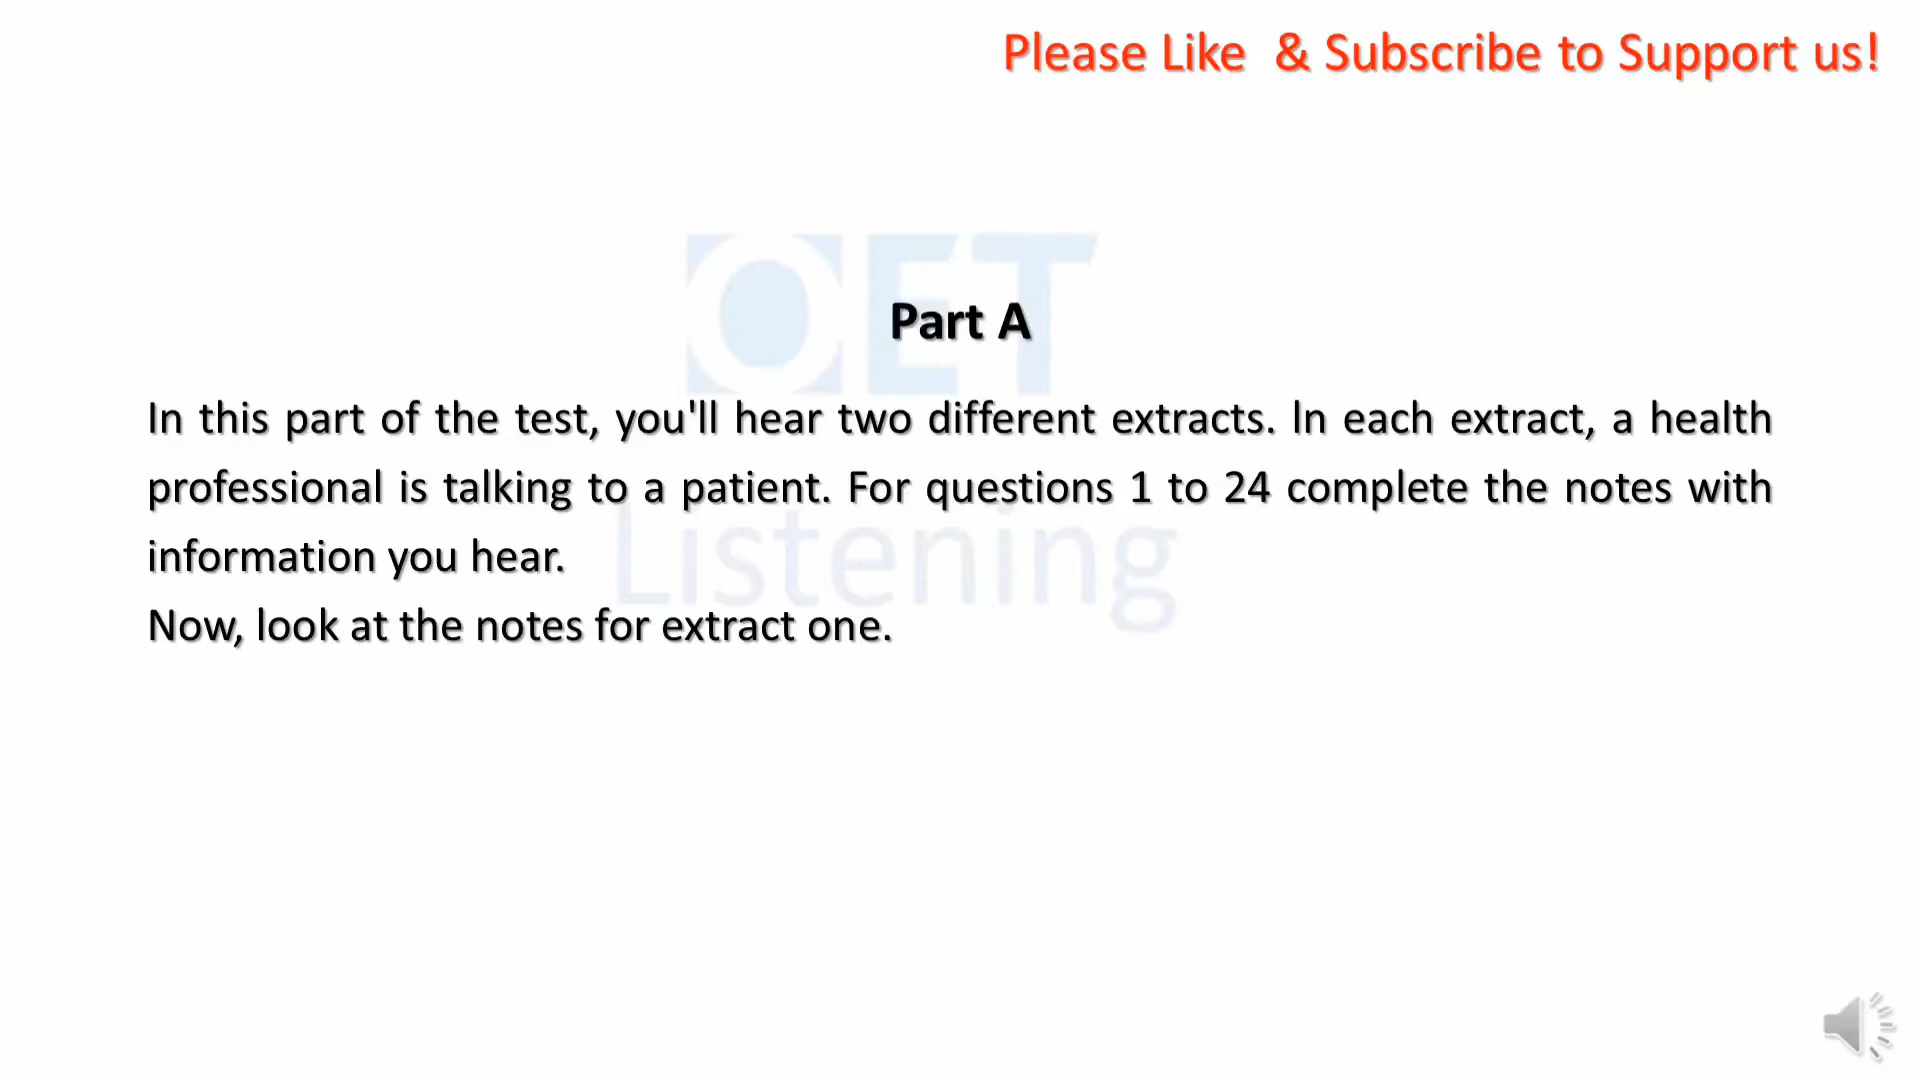 Please Like & Subscribe to Support us!
OET
Part A
In this part of the test, you'll hear two different extracts. In each extract, a health
professional is talking to a patient. For questions 1 to 24 complete the notes with
information you hear.
Listening
Now, look at the notes for extract one.